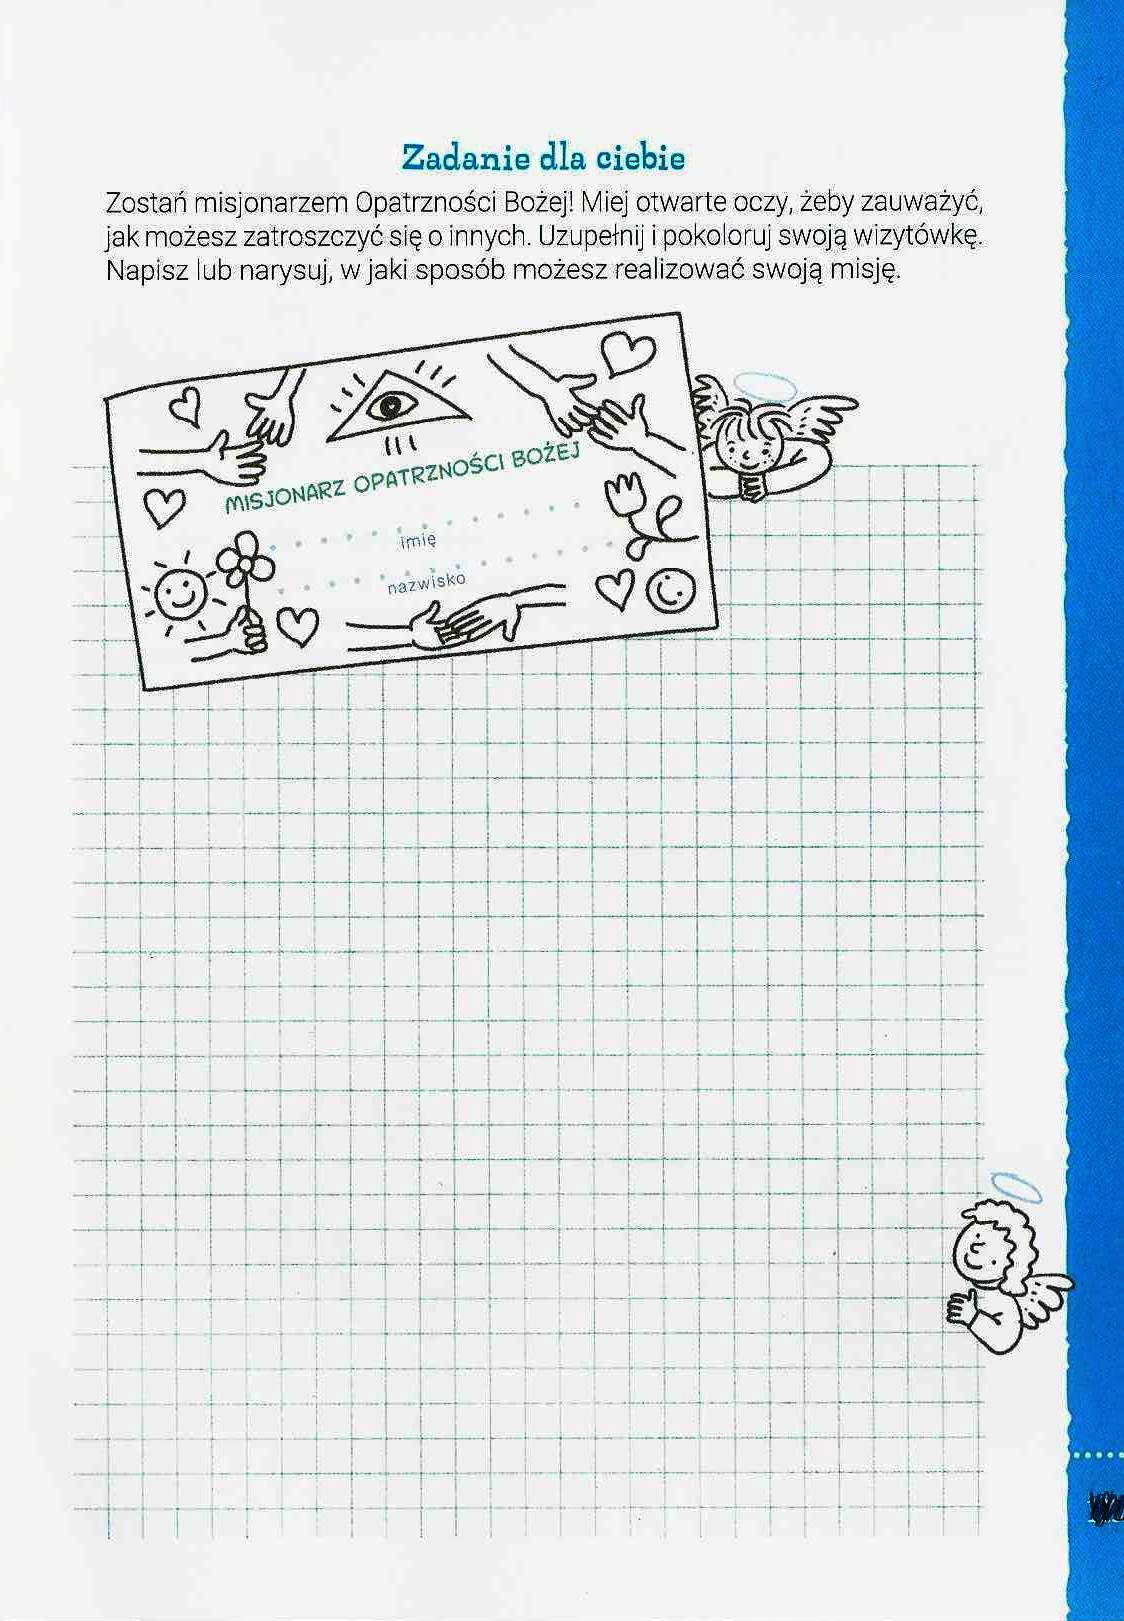 Zadanie dla ciebie
Zostań misjonarzem Opatrzności Bożej! Miej otwarte oczy, żeby zauważyć,
jak możesz zatroszczyć się o innych. Uzupełnij i pokoloruj swoją wizytówkę.
Napisz lub narysuj, w jaki sposób możesz realizować swoją misję.
MISJONARZ OPATRZNOŚCI BOŻEJ
imię
nazwisko